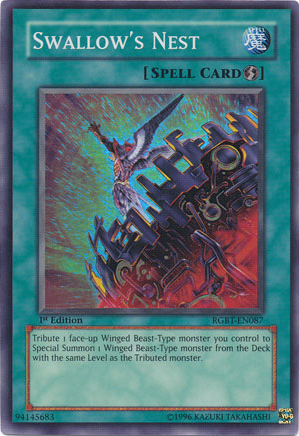 SWALLOW'S NEST
[SPELL CARD]
1st Edition
RGBT-EN087
Tribute 1 face-up Winged Beast-Type monster you control to
Special Summon 1 Winged Beast-Type monster from the Deck
with the same Level as the Tributed monster.
94145683
©1996 KAZUKI TAKAHASHI